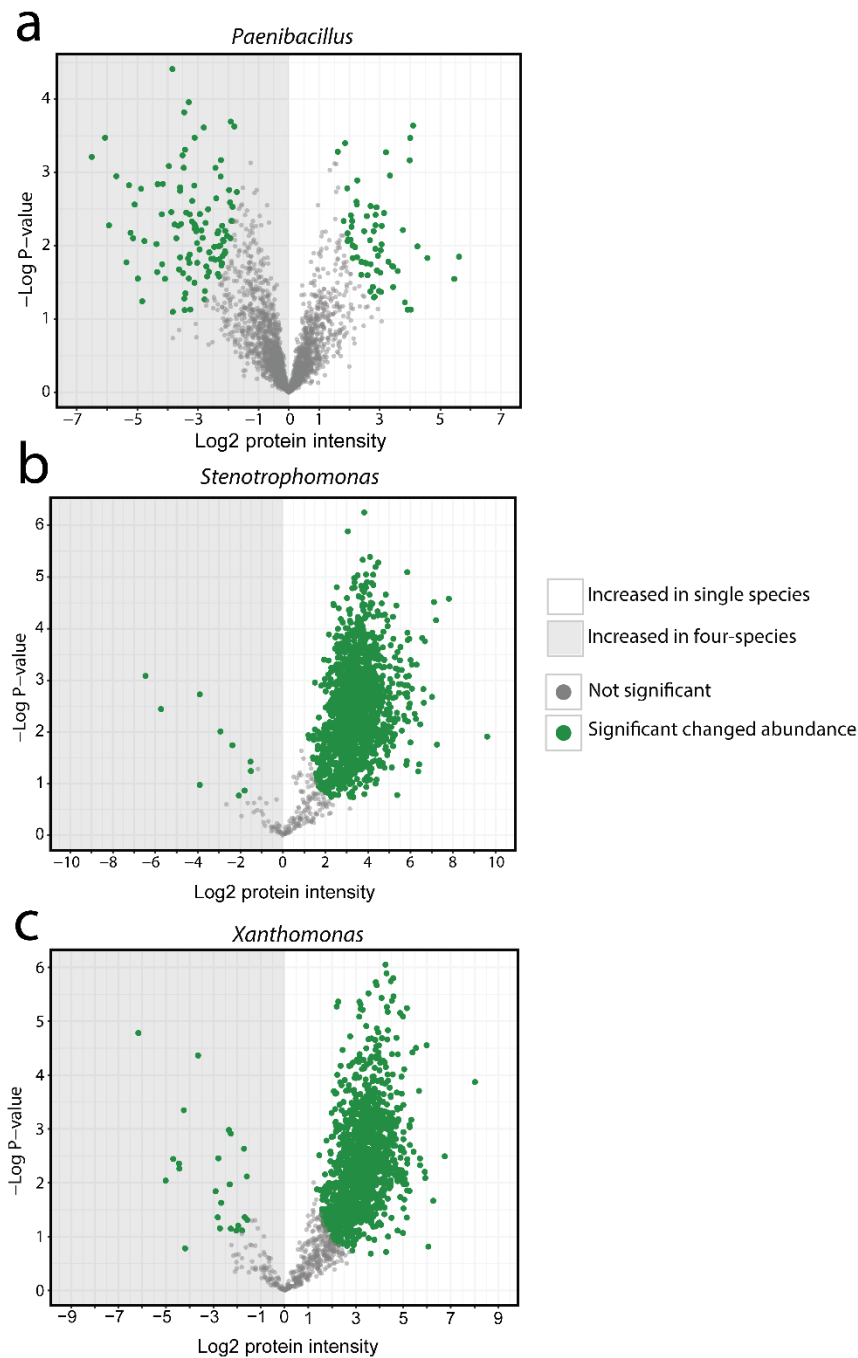 a
Paenibacillus
4
3
2
1
0
−Log P−value
−7 −5 −3 −1 0 1 3 5 7
Log2 protein intensity
b
Stenotrophomonas
6
5
4
3
2
1
0
−Log P−value
−10 −8 −6 −4 −2 0 2 4 6 8 10
Log2 protein intensity
Increased in single species
Increased in four-species
Not significant
Significant changed abundance
c
Xanthomonas
6
5
4
3
2
1
0
−Log P−value
−9 −7 −5 −3 −1 0 1 3 5 7 9
Log2 protein intensity